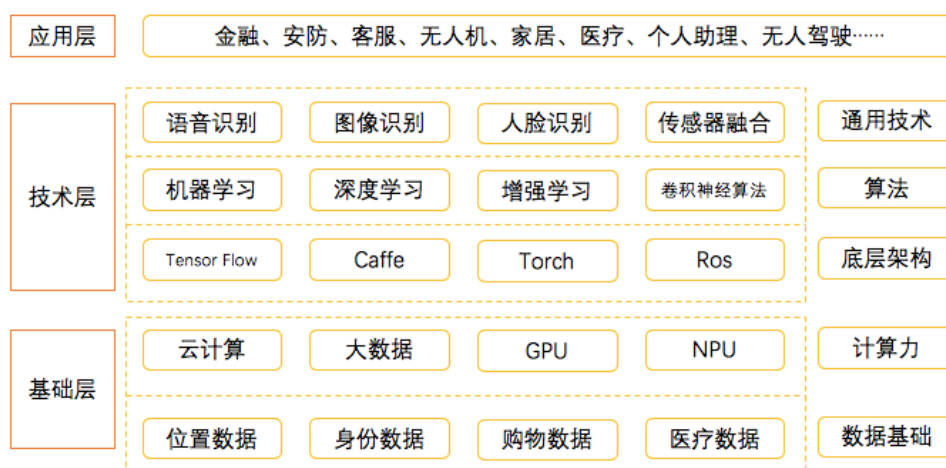 应用层 金融、安防、客服、无人机、家居、医疗、个人助理、无人驾驶……
语音识别 图像识别 人脸识别 传感器融合 通用技术
技术层 机器学习 深度学习 增强学习 卷积神经算法 算法
Tensor Flow Caffe Torch Ros 底层架构
云计算 大数据 GPU NPU 计算力
基础层
位置数据 身份数据 购物数据 医疗数据 数据基础